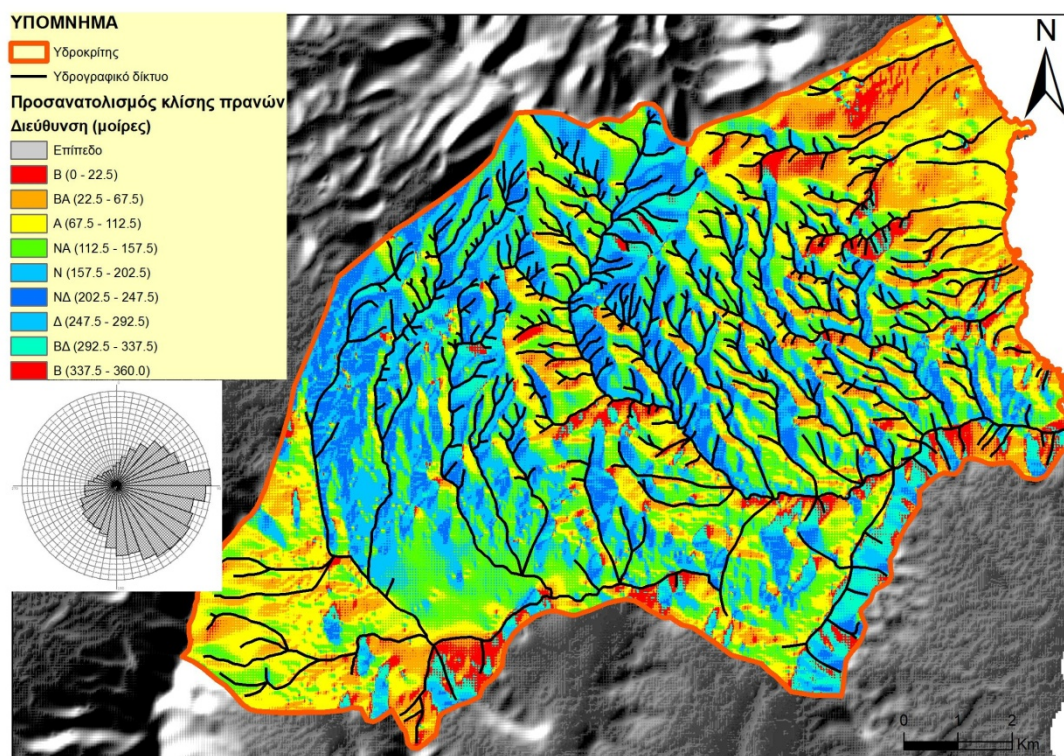 ΥΠΟΜΝΗΜΑ
Υδροκρίτης
Υδρογραφικό δίκτυο
Προσανατολισμός κλίσης πρανών
Διεύθυνση (μοίρες)
Επίπεδο
Β (0 - 22.5)
ΒΑ (22.5 - 67.5)
Α (67.5 - 112.5)
ΝΑ (112.5 - 157.5)
Ν (157.5 - 202.5)
ΝΔ (202.5 - 247.5)
Δ (247.5 - 292.5)
ΒΔ (292.5 - 337.5)
Β (337.5 - 360.0)
N
0 1 2
Km